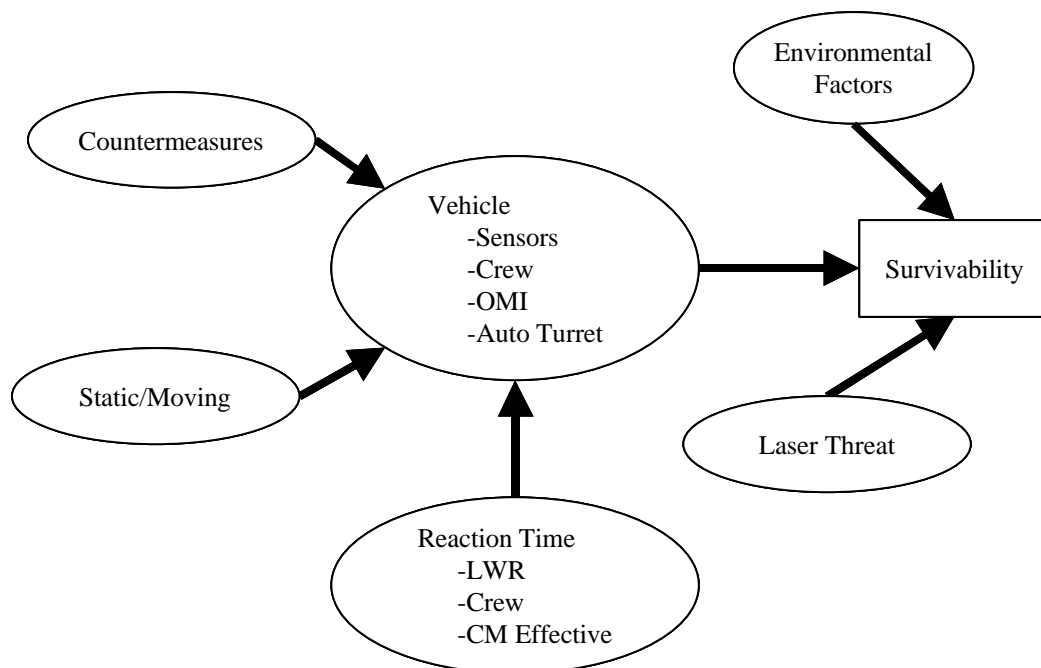 Environmental
Factors
Countermeasures
Vehicle
-Sensors
-Crew
-OMI
-Auto Turret
Survivability
Static/Moving
Laser Threat
Reaction Time
-LWR
-Crew
-CM Effective